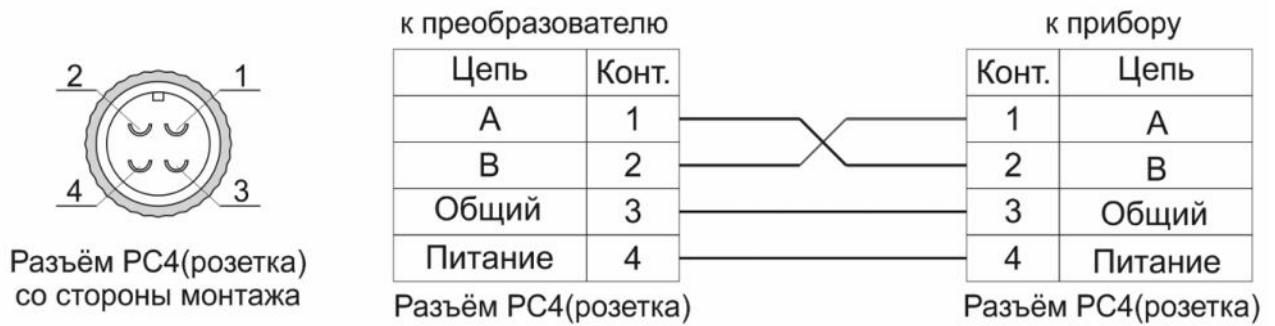 2
1
4
3
Разъём РС4(розетка)
со стороны монтажа
к преобразователю
Цепь Конт.
А 1
В 2
Общий 3
Питание 4
Разъём РС4(розетка)
к прибору
Конт. Цепь
1 А
2 В
3 Общий
4 Питание
Разъём РС4(розетка)